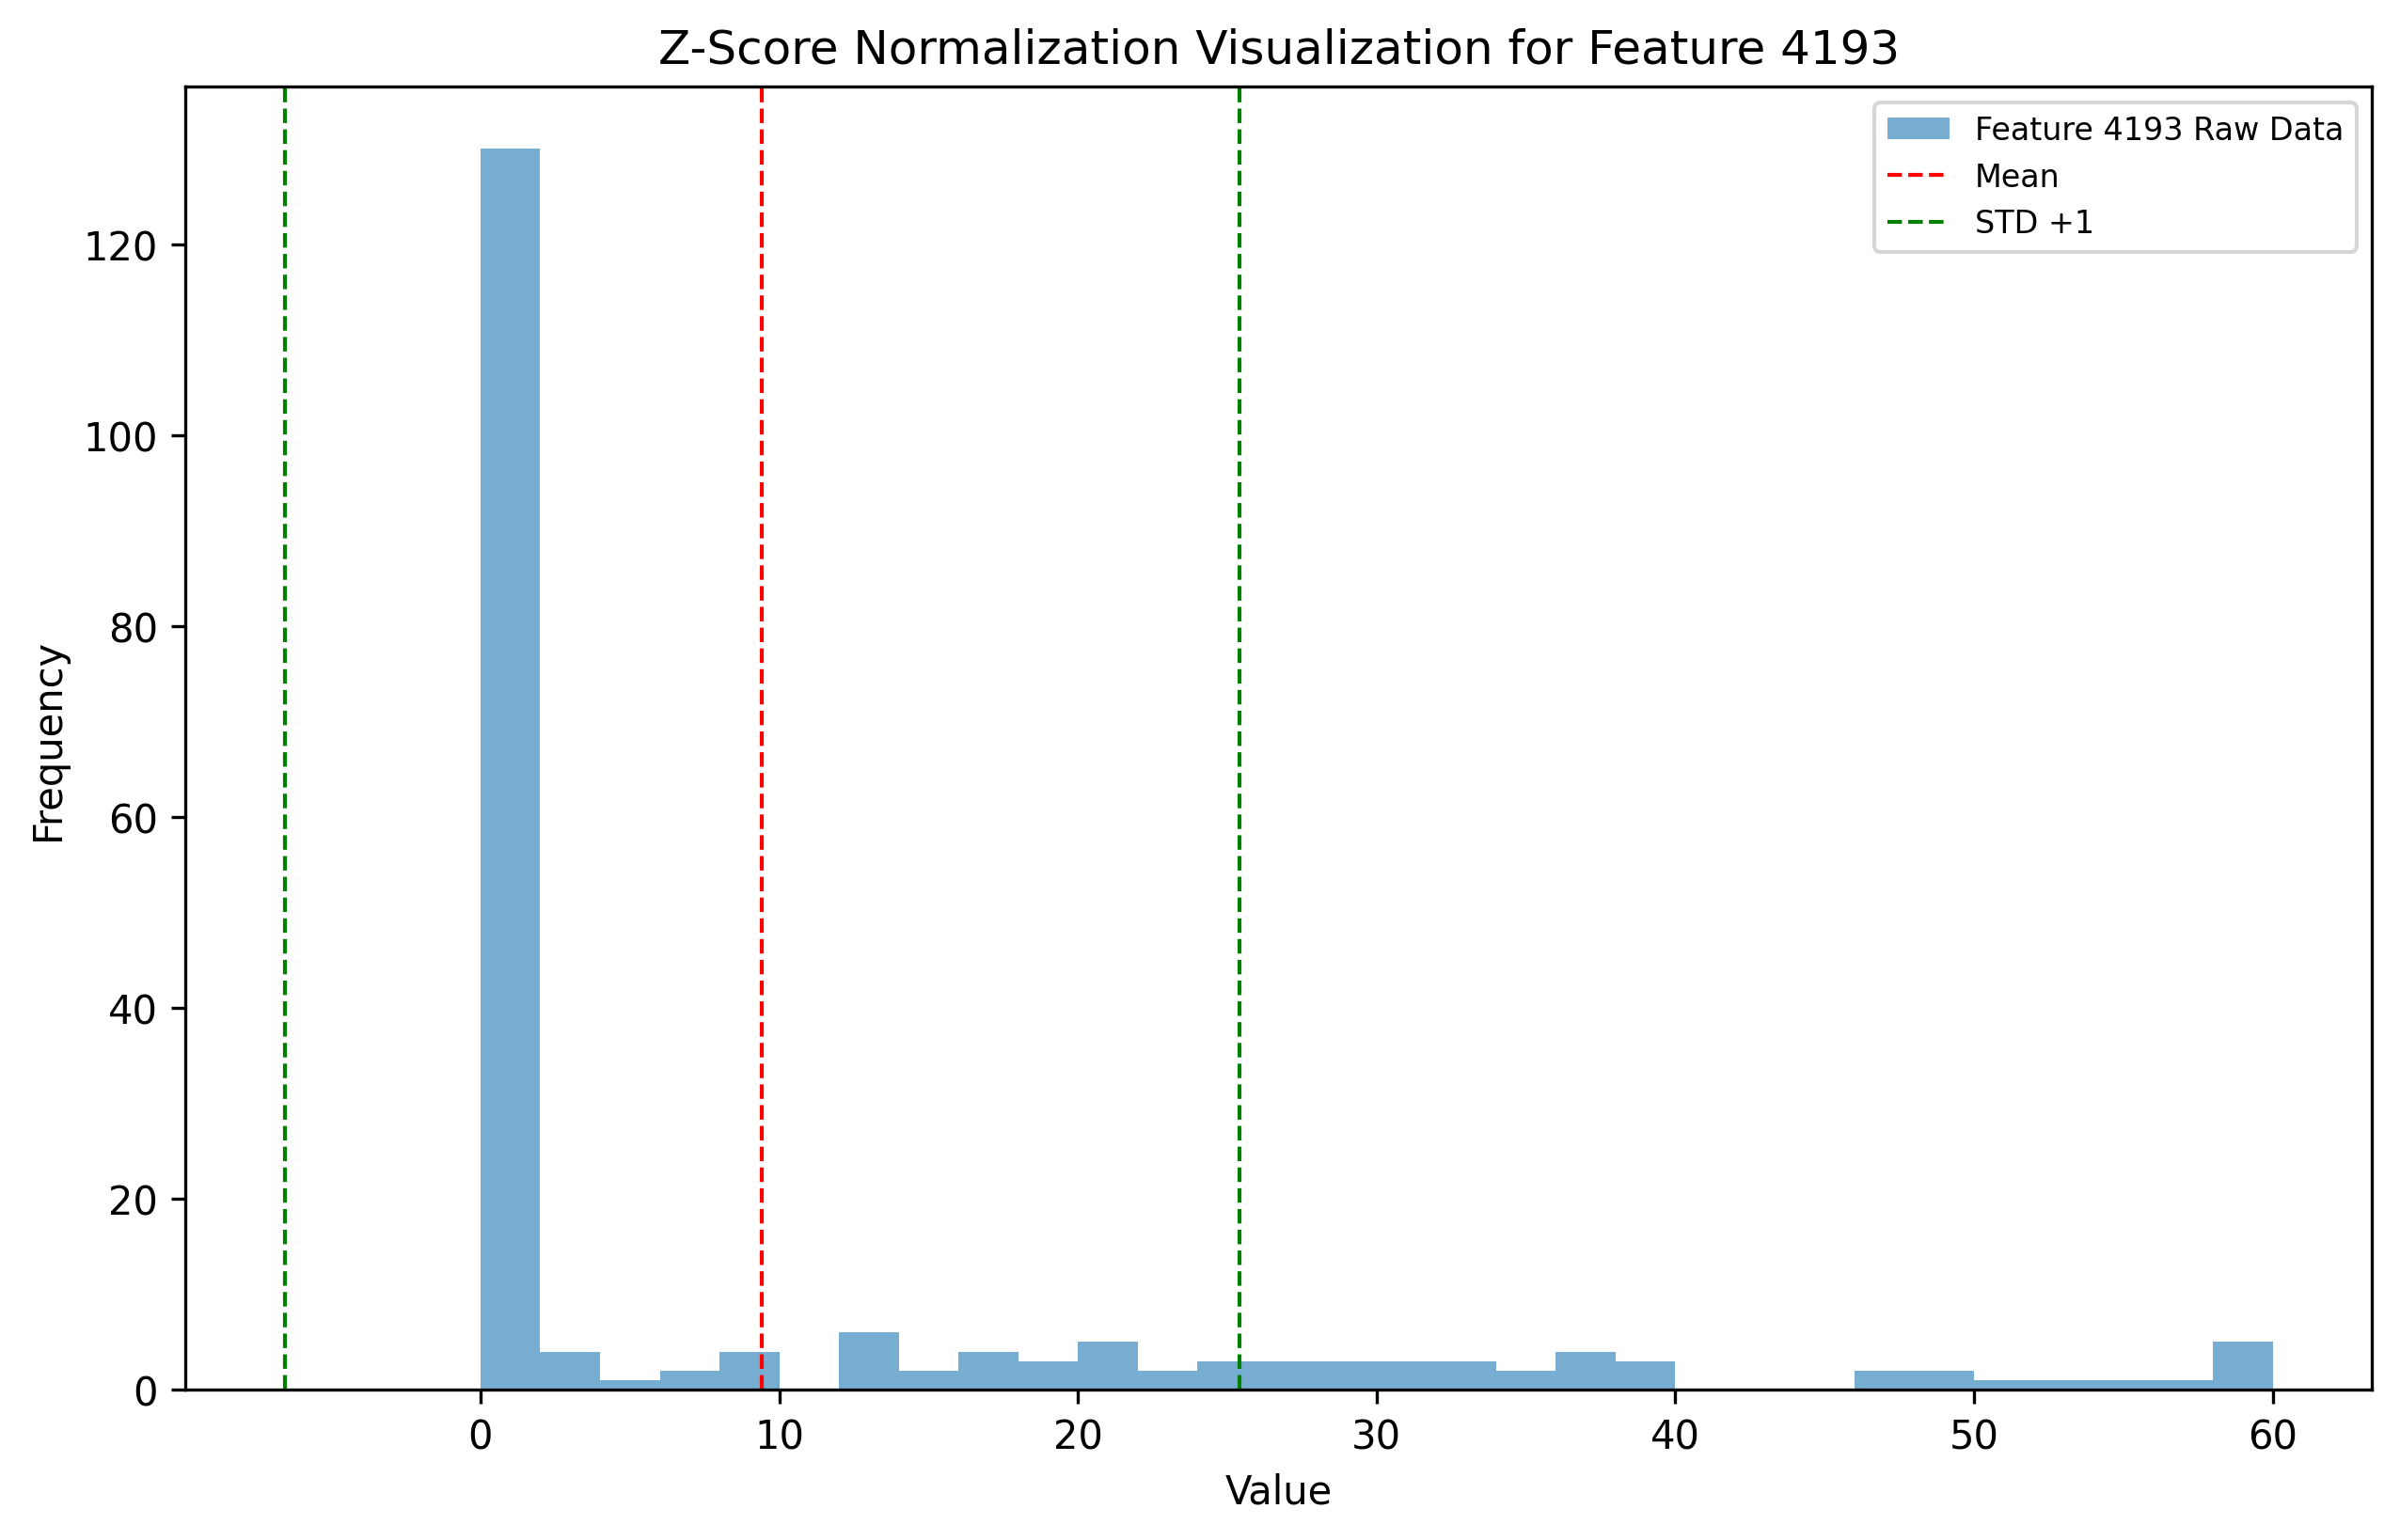 Z-Score Normalization Visualization for Feature 4193
Feature 4193 Raw Data
Mean
STD +1
120
100
80
60
40
20
0
Frequency
0 10 20 30 40 50 60
Value